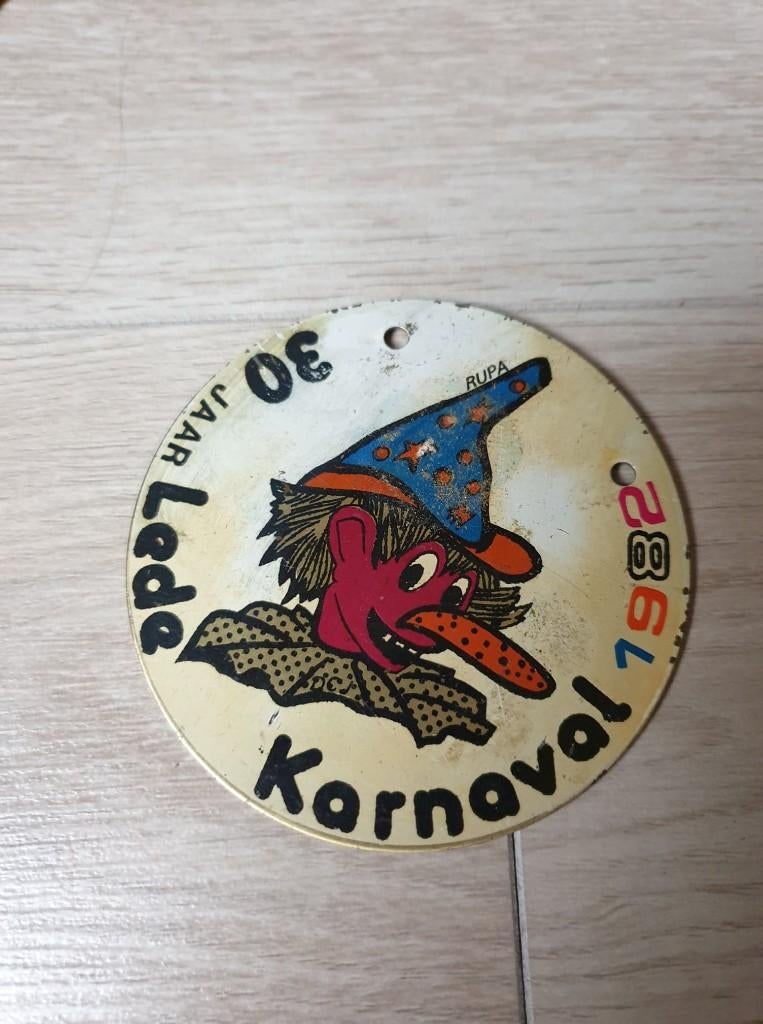 30 JAAR Lede Karnaval 1982
RUPA